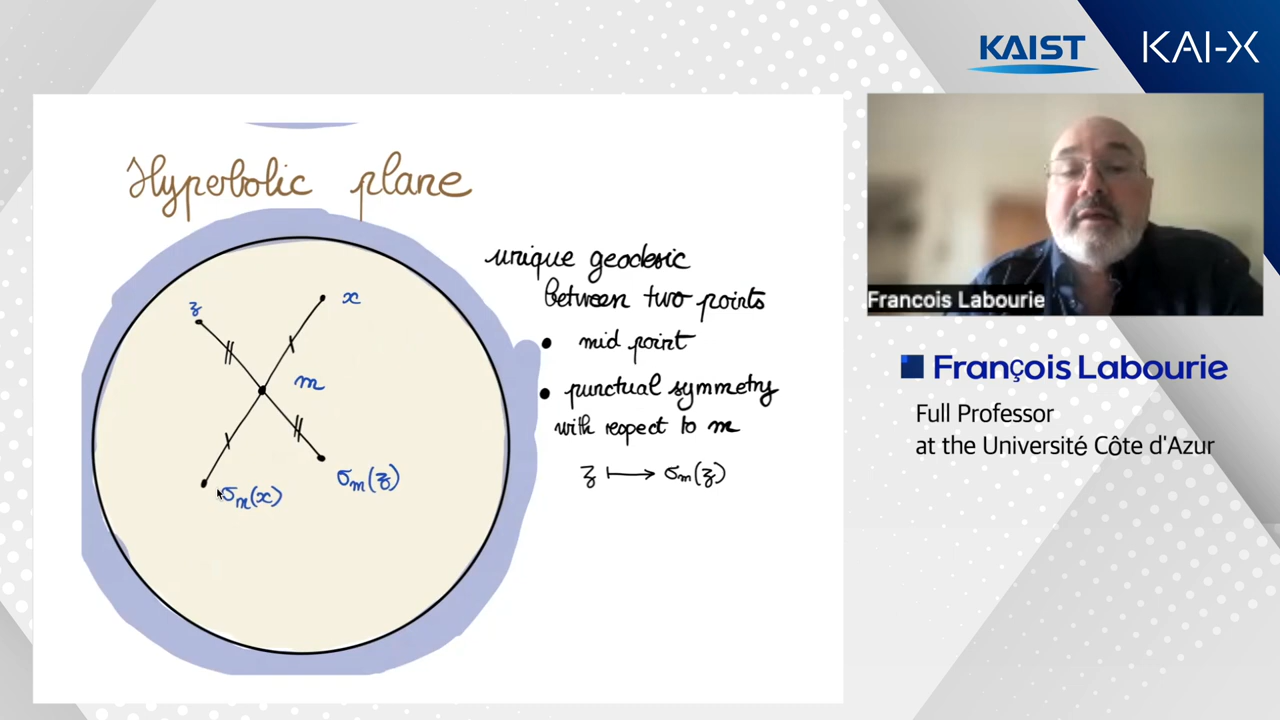 KAIST
KAI-X
Hyperbolic plane
z
x
m
σm(z)
σm(x)
unique geodesic
between two points
• mid point
• punctual symmetry
with respect to m
z ⟼ σm(z)
Francois Labourie
François Labourie
Full Professor
at the Université Côte d'Azur